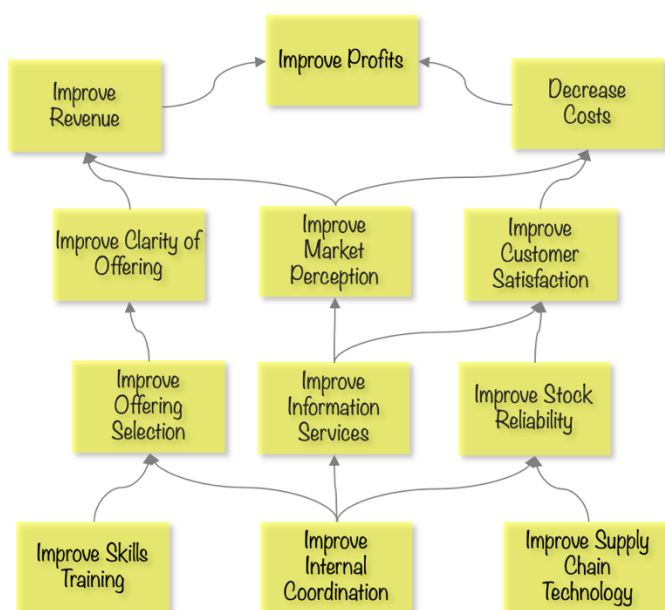 Improve Profits
Improve
Revenue
Decrease
Costs
Improve Clarity of
Offering
Improve
Market
Perception
Improve
Customer
Satisfaction
Improve
Offering
Selection
Improve
Information
Services
Improve Stock
Reliability
Improve Skills
Training
Improve
Internal
Coordination
Improve Supply
Chain
Technology